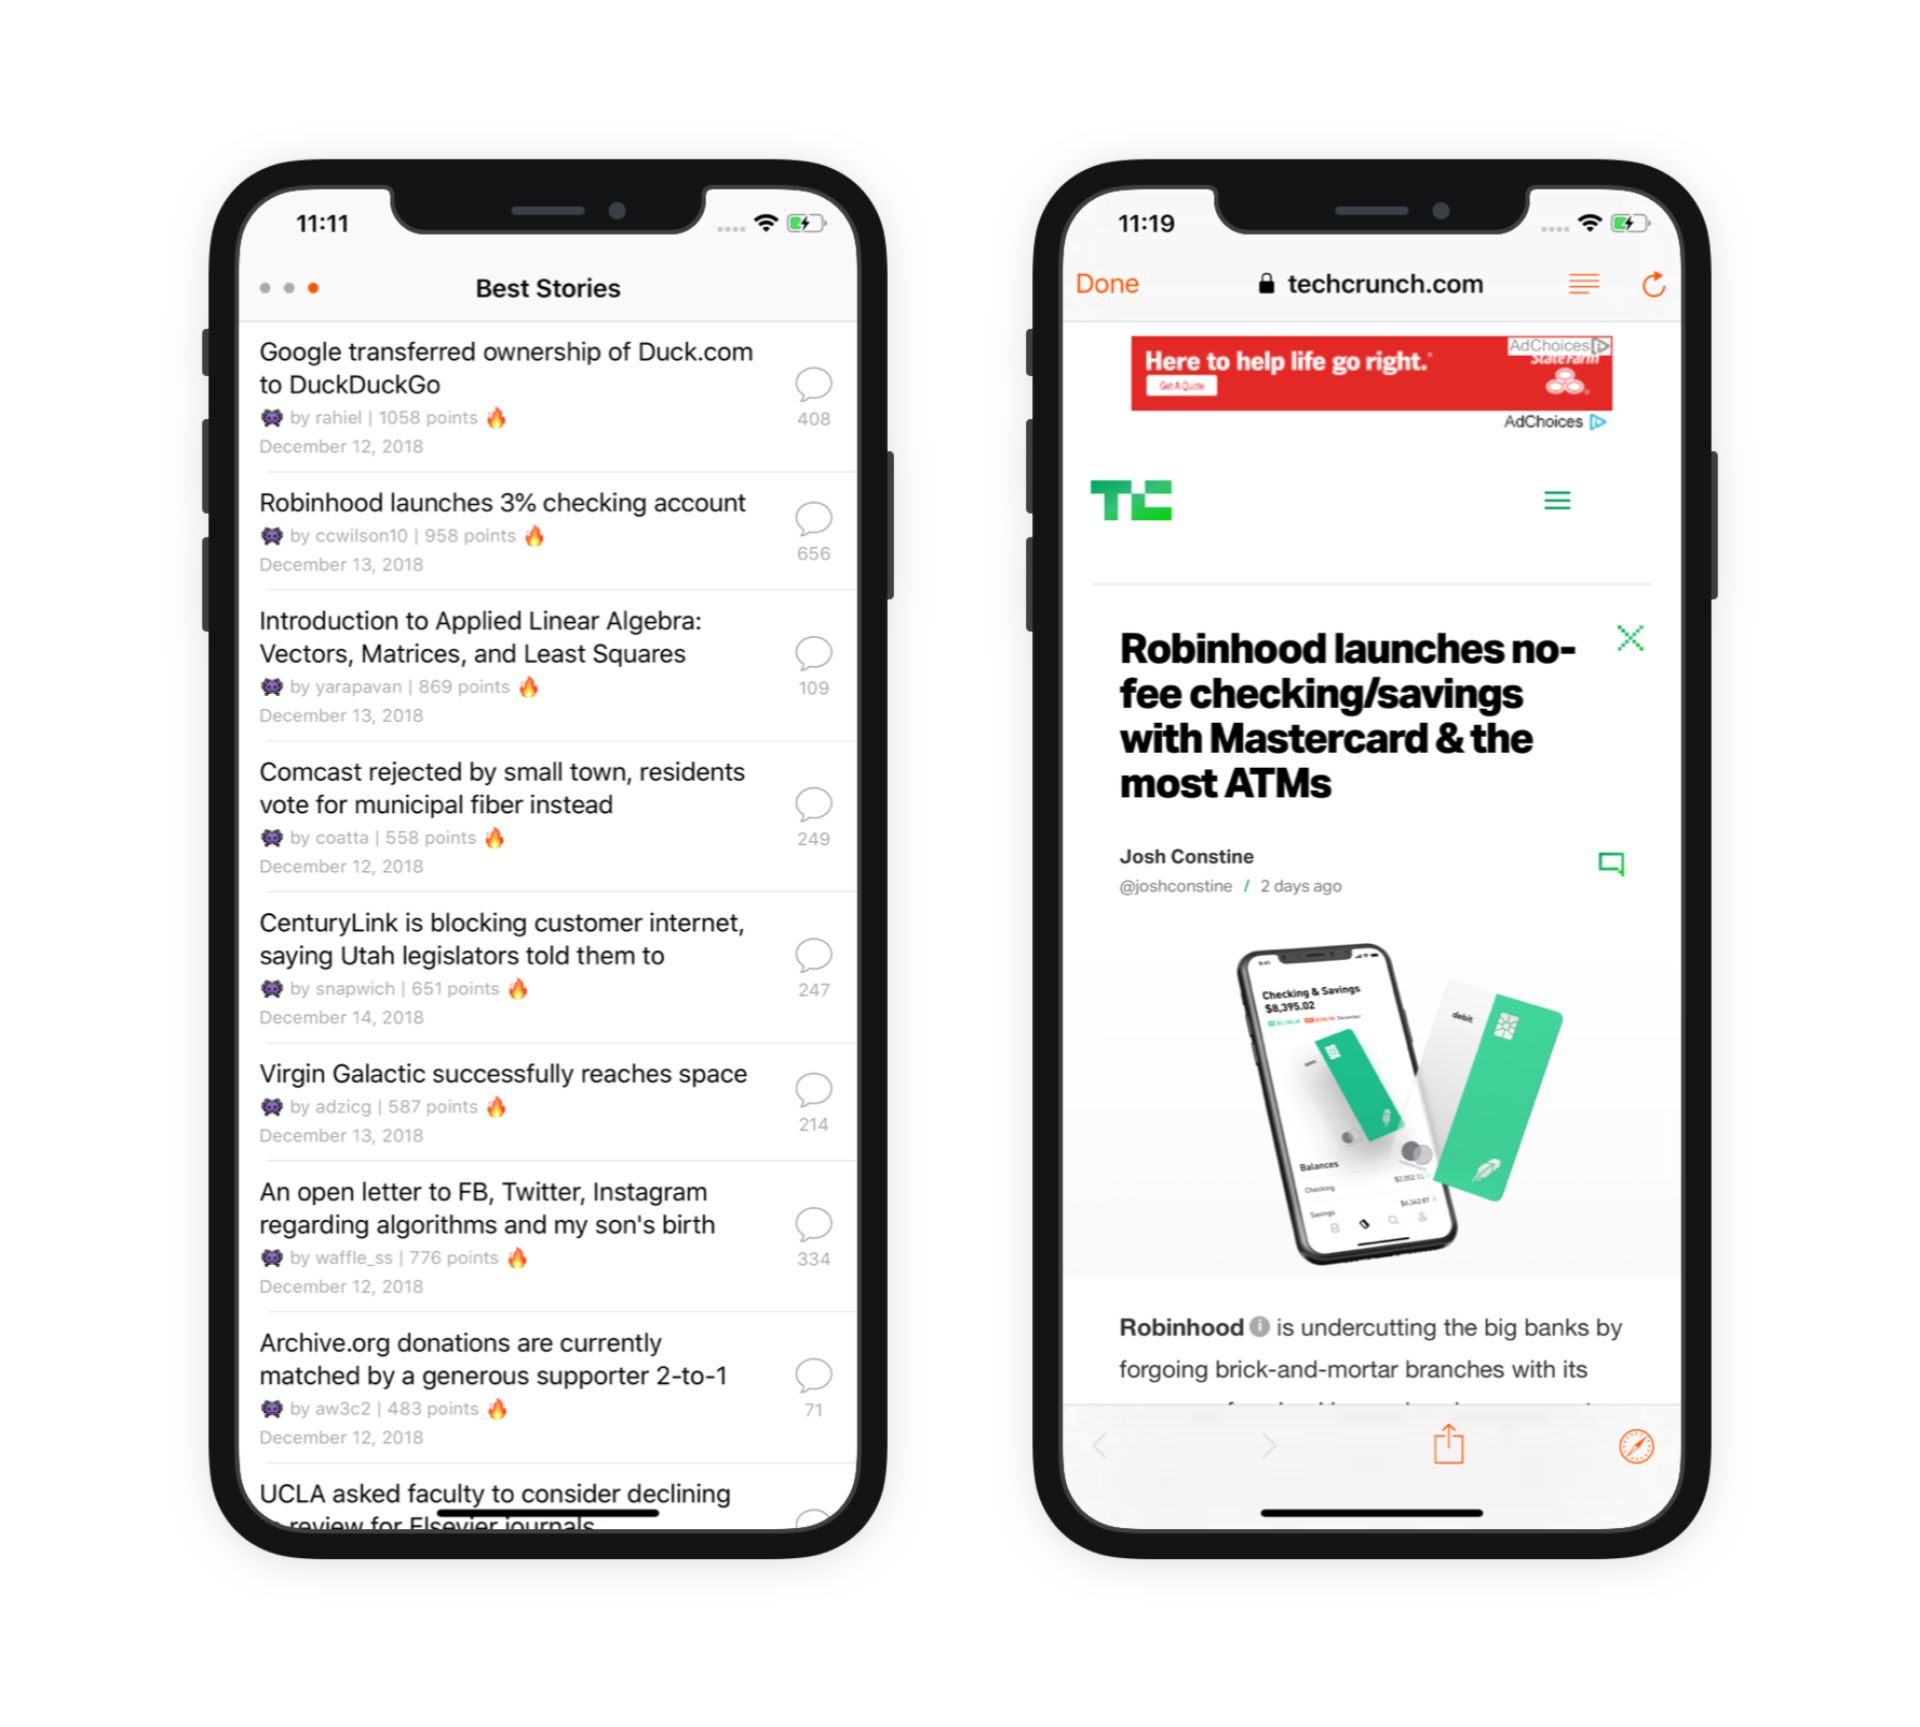 11:11
Best Stories
Google transferred ownership of Duck.com
to DuckDuckGo
by rahiel | 1058 points
December 12, 2018
408
Robinhood launches 3% checking account
by ccwilson10 | 958 points
December 13, 2018
656
Introduction to Applied Linear Algebra:
Vectors, Matrices, and Least Squares
by yarapavan | 869 points
December 13, 2018
109
Comcast rejected by small town, residents
vote for municipal fiber instead
by coatta | 558 points
December 12, 2018
249
CenturyLink is blocking customer internet,
saying Utah legislators told them to
by snapwich | 651 points
December 14, 2018
247
Virgin Galactic successfully reaches space
by adzicg | 587 points
December 13, 2018
214
An open letter to FB, Twitter, Instagram
regarding algorithms and my son's birth
by waffle_ss | 776 points
December 12, 2018
334
Archive.org donations are currently
matched by a generous supporter 2-to-1
by aw3c2 | 483 points
December 12, 2018
71
UCLA asked faculty to consider declining
review for Elsevier journals
11:19
Done
techcrunch.com
Here to help life go right.
Get A Quote
AdChoices
State Farm
AdChoices
TC
Robinhood launches no-
fee checking/savings
with Mastercard & the
most ATMs
Josh Constine
@joshconstine / 2 days ago
Checking & Savings
$8,395.02
December
debit
Balances
Checking
Savings
Robinhood is undercutting the big banks by
forgoing brick-and-mortar branches with its